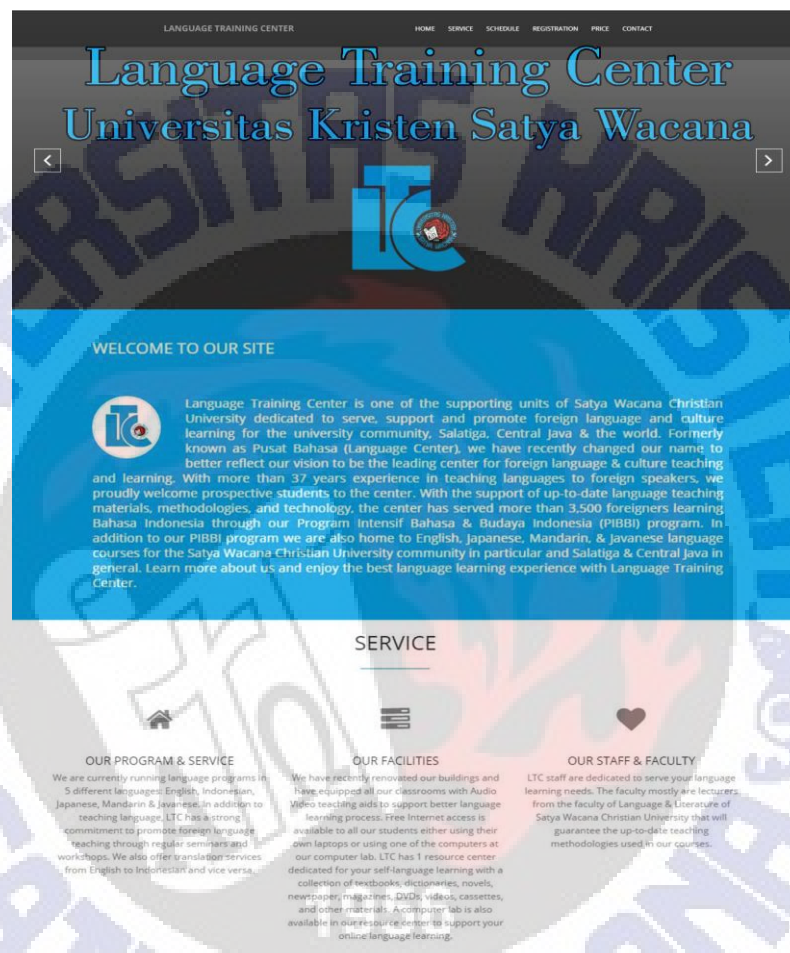 LANGUAGE TRAINING CENTER HOME SERVICE SCHEDULE REGISTRATION PRICE CONTACT
Language Training Center
Universitas Kristen Satya Wacana
LTC
WELCOME TO OUR SITE
Language Training Center is one of the supporting units of Satya Wacana Christian
University dedicated to serve, support and promote foreign language and culture
learning for the university community, Salatiga, Central Java & the world. Formerly
known as Pusat Bahasa (Language Center), we have recently changed our name to
better reflect our vision to be the leading center for foreign language & culture teaching
and learning. With more than 37 years experience in teaching languages to foreign speakers, we
proudly welcome prospective students to the center. With the support of up-to-date language teaching
materials, methodologies, and technology, the center has served more than 3,500 foreigners learning
Bahasa Indonesia through our Program Intensif Bahasa & Budaya Indonesia (PIBBI) program. In
addition to our PIBBI program we are also home to English, Japanese, Mandarin, & Javanese language
courses for the Satya Wacana Christian University community in particular and Salatiga & Central Java in
general. Learn more about us and enjoy the best language learning experience with Language Training
Center.
SERVICE
OUR PROGRAM & SERVICE
We are currently running language programs in
5 different languages: English, Indonesian,
Japanese, Mandarin & Javanese. In addition to
teaching language, LTC has a strong
commitment to promote foreign language
teaching through regular seminars and
workshops. We also offer translation services
from English to Indonesian and vice versa.
OUR FACILITIES
We have recently renovated our buildings and
have equipped all our classrooms with Audio
Video teaching aids to support better language
learning process. Free Internet access is
available to all our students either using their
own laptops or using one of the computers at
our computer lab. LTC has 1 resource center
dedicated for your self-language learning with a
collection of textbooks, dictionaries, novels,
newspaper, magazines, DVDs, videos, cassettes,
and other materials. A computer lab is also
available in our resource center to support your
online language learning.
OUR STAFF & FACULTY
LTC staff are dedicated to serve your language
learning needs. The faculty mostly are lecturers
from the faculty of Language & Literature of
Satya Wacana Christian University that will
guarantee the up-to-date teaching
methodologies used in our courses.